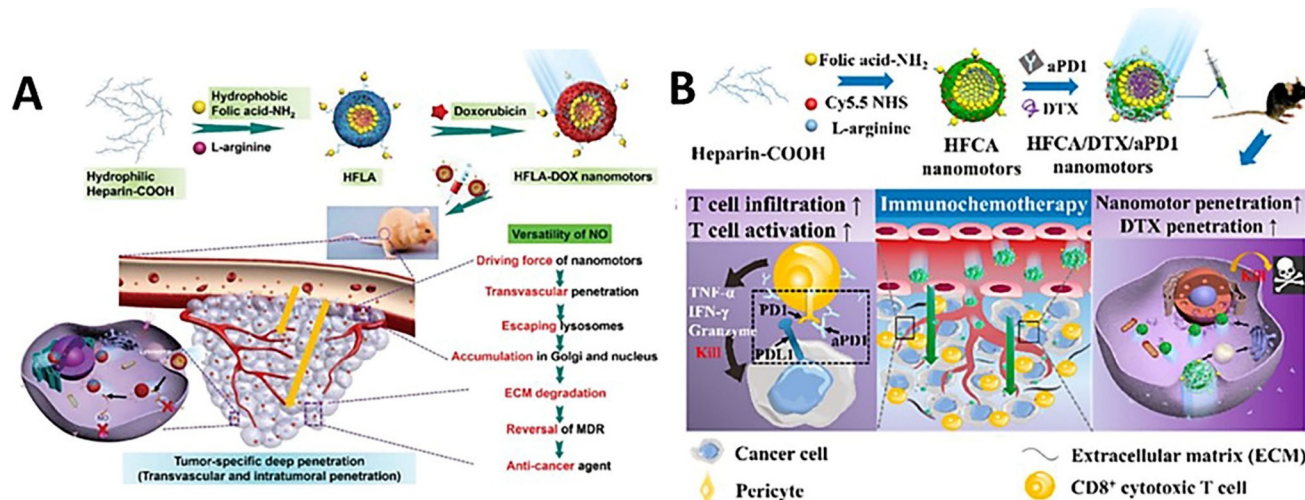 A
Hydrophobic
Folic acid-NH2
L-arginine
Doxorubicin
Hydrophilic
Heparin-COOH
HFLA
HFLA-DOX nanomotors
Versatility of NO
Driving force of nanomotors
Transvascular penetration
Escaping lysosomes
Accumulation in Golgi and nucleus
ECM degradation
Reversal of MDR
Anti-cancer agent
NO
Tumor-specific deep penetration
(Transvascular and intratumoral penetration)
B
Folic acid-NH2
Cy5.5 NHS
L-arginine
aPD1
DTX
Heparin-COOH
HFCA
nanomotors
HFCA/DTX/aPD1
nanomotors
T cell infiltration ↑
T cell activation ↑
TNF-α
IFN-γ
Granzyme
Kill
PD1
aPD1
PDL1
Immunochemotherapy
Nanomotor penetration↑
DTX penetration ↑
Kill
Cancer cell
Pericyte
Extracellular matrix (ECM)
CD8+ cytotoxic T cell